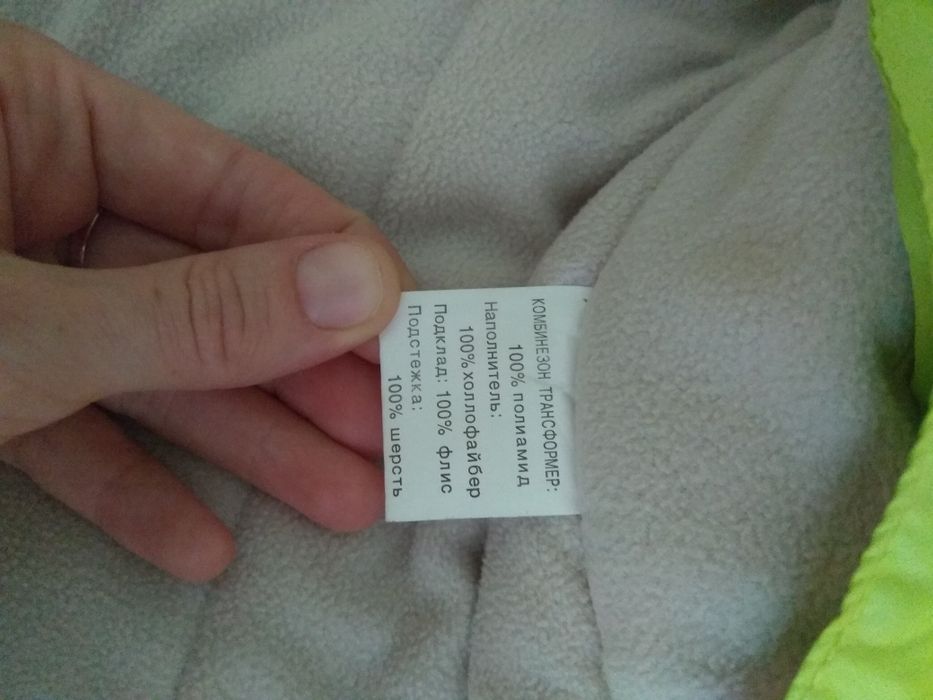 КОМБИНЕЗОН ТРАНСФОРМЕР:
100% полиамид
Наполнитель:
100%холлофайбер
Подклад: 100% флис
Подстежка:
100% шерсть